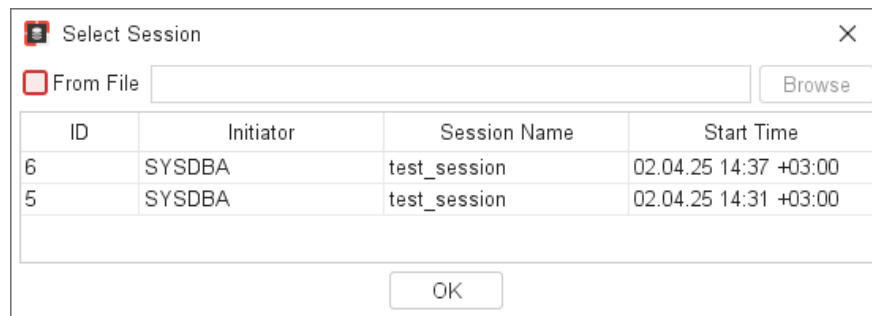 Select Session
From File Browse
ID Initiator Session Name Start Time
6 SYSDBA test_session 02.04.25 14:37 +03:00
5 SYSDBA test_session 02.04.25 14:31 +03:00
OK